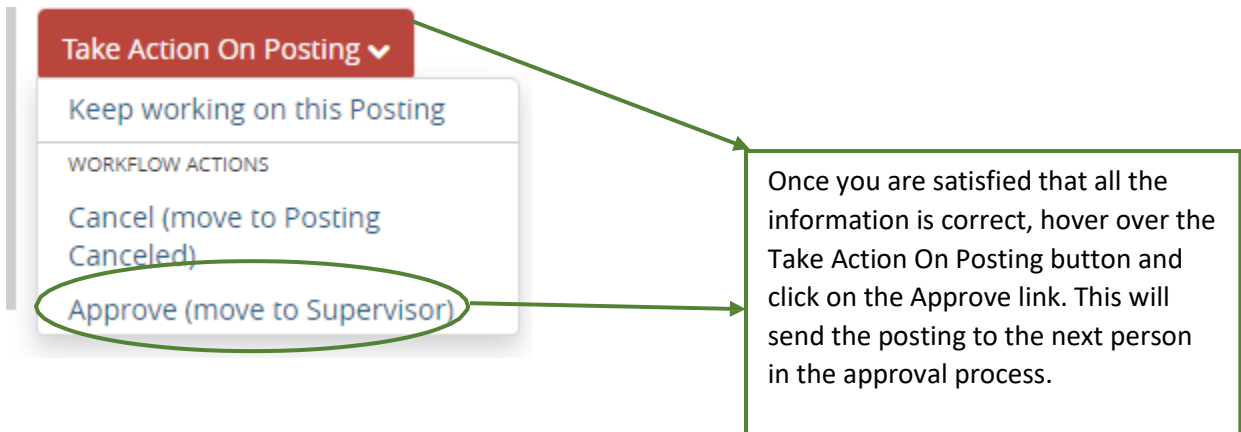 Take Action On Posting
Keep working on this Posting
WORKFLOW ACTIONS
Cancel (move to Posting
Canceled)
Approve (move to Supervisor)
Once you are satisfied that all the
information is correct, hover over the
Take Action On Posting button and
click on the Approve link. This will
send the posting to the next person
in the approval process.